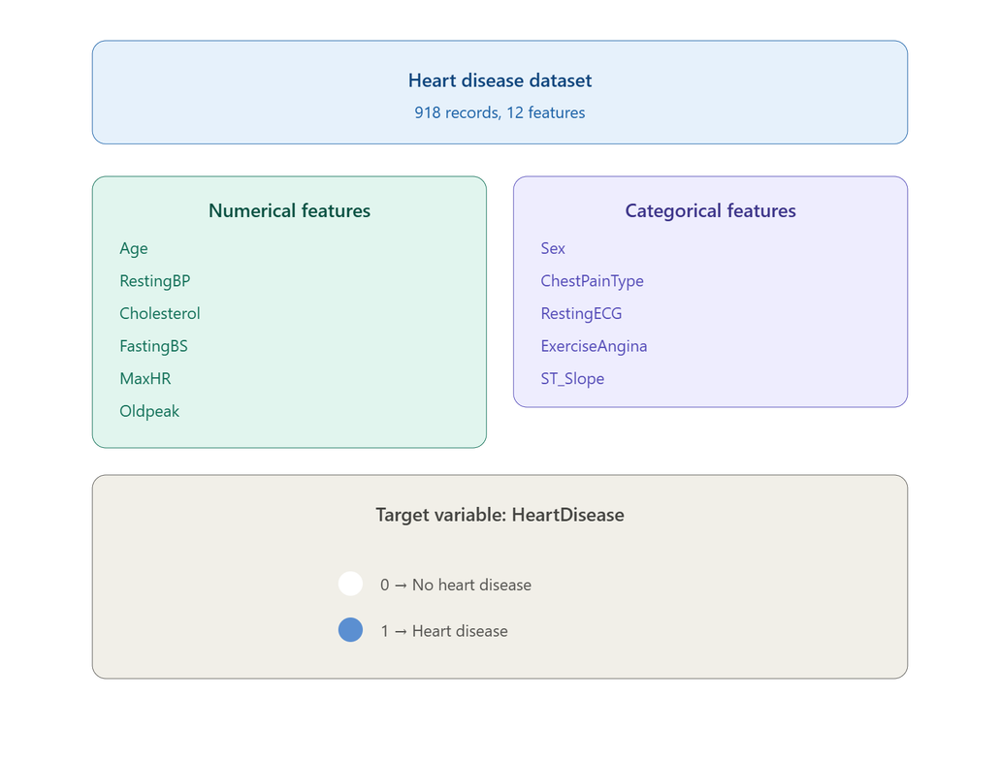 Heart disease dataset
918 records, 12 features
Numerical features
Age
RestingBP
Cholesterol
FastingBS
MaxHR
Oldpeak
Categorical features
Sex
ChestPainType
RestingECG
ExerciseAngina
ST_Slope
Target variable: HeartDisease
0 → No heart disease
1 → Heart disease